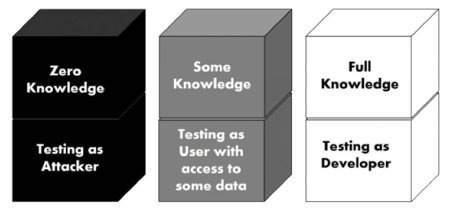 Zero
Knowledge
Testing as
Attacker
Some
Knowledge
Testing as
User with
access to
some data
Full
Knowledge
Testing as
Developer